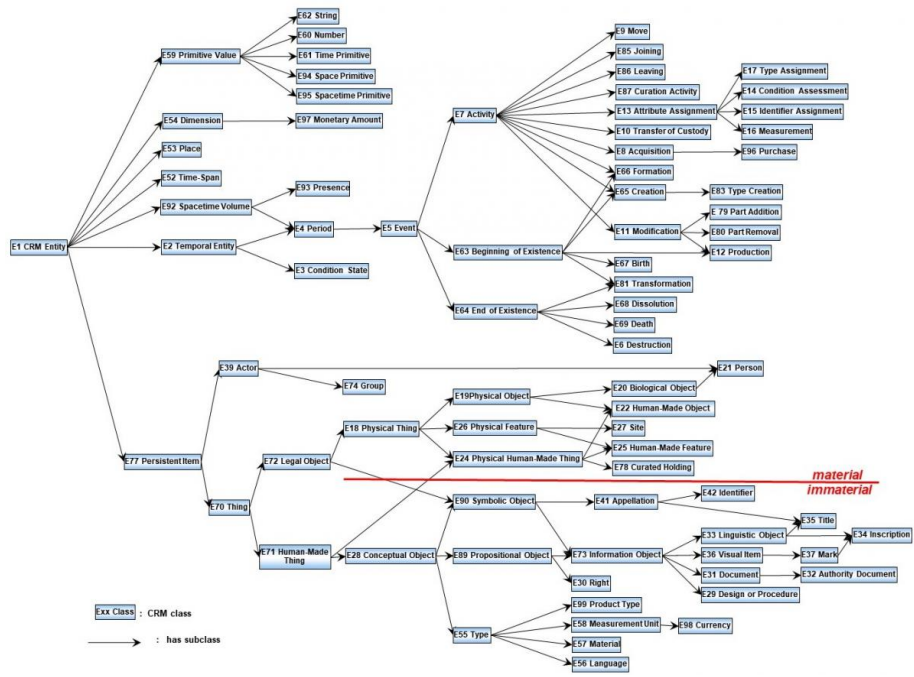 E62 String
E60 Number
E59 Primitive Value
E61 Time Primitive
E94 Space Primitive
E95 Spacetime Primitive
E54 Dimension
E97 Monetary Amount
E53 Place
E52 Time-Span
E93 Presence
E92 Spacetime Volume
E4 Period
E5 Event
E1 CRM Entity
E2 Temporal Entity
E3 Condition State
E7 Activity
E63 Beginning of Existence
E64 End of Existence
E9 Move
E85 Joining
E86 Leaving
E87 Curation Activity
E13 Attribute Assignment
E10 Transfer of Custody
E8 Acquisition
E66 Formation
E65 Creation
E11 Modification
E67 Birth
E81 Transformation
E68 Dissolution
E69 Death
E6 Destruction
E17 Type Assignment
E14 Condition Assessment
E15 Identifier Assignment
E16 Measurement
E96 Purchase
E83 Type Creation
E 79 Part Addition
E80 Part Removal
E12 Production
E39 Actor
E21 Person
E74 Group
E19Physical Object
E20 Biological Object
E22 Human-Made Object
E18 Physical Thing
E26 Physical Feature
E27 Site
E25 Human-Made Feature
E77 Persistent Item
E72 Legal Object
E24 Physical Human-Made Thing
E78 Curated Holding
material
immaterial
E70 Thing
E90 Symbolic Object
E41 Appellation
E42 Identifier
E35 Title
E33 Linguistic Object
E34 Inscription
E71 Human-Made
Thing
E28 Conceptual Object
E89 Propositional Object
E73 Information Object
E36 Visual Item
E37 Mark
E31 Document
E32 Authority Document
E30 Right
E29 Design or Procedure
E99 Product Type
E55 Type
E58 Measurement Unit
E98 Currency
E57 Material
E56 Language
Exx Class : CRM class
: has subclass